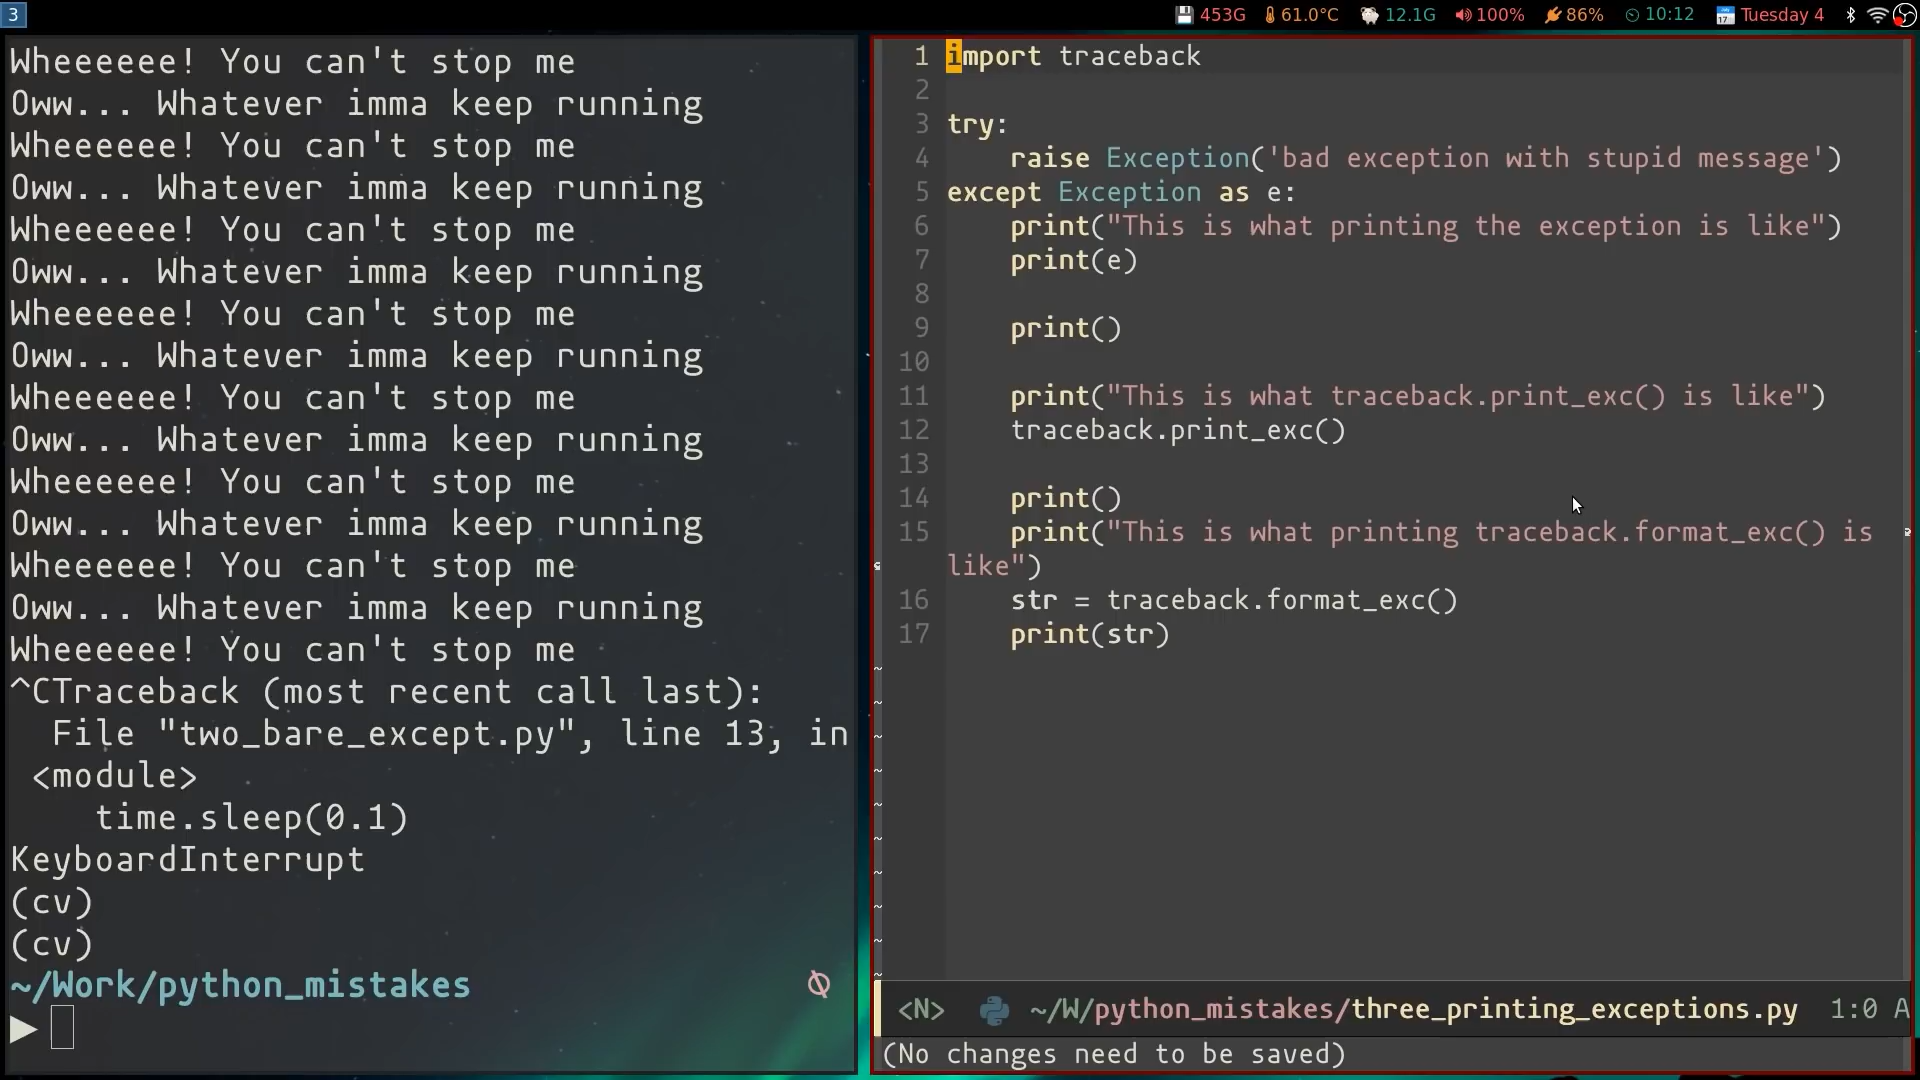 3
453G 61.0°C 12.1G 100% 86% 10:12 Tuesday 4
Wheeeeee! You can't stop me
Oww... Whatever imma keep running
Wheeeeee! You can't stop me
Oww... Whatever imma keep running
Wheeeeee! You can't stop me
Oww... Whatever imma keep running
Wheeeeee! You can't stop me
Oww... Whatever imma keep running
Wheeeeee! You can't stop me
Oww... Whatever imma keep running
Wheeeeee! You can't stop me
Oww... Whatever imma keep running
Wheeeeee! You can't stop me
Oww... Whatever imma keep running
Wheeeeee! You can't stop me
^CTraceback (most recent call last):
  File "two_bare_except.py", line 13, in
 <module>
    time.sleep(0.1)
KeyboardInterrupt
(cv)
(cv)
~/Work/python_mistakes
1 import traceback
2
3 try:
4     raise Exception('bad exception with stupid message')
5 except Exception as e:
6     print("This is what printing the exception is like")
7     print(e)
8
9     print()
10
11     print("This is what traceback.print_exc() is like")
12     traceback.print_exc()
13
14     print()
15     print("This is what printing traceback.format_exc() is
like")
16     str = traceback.format_exc()
17     print(str)
~
~
~
~
~
~
~
~
~
~
<N> ~/W/python_mistakes/three_printing_exceptions.py 1:0 A
(No changes need to be saved)